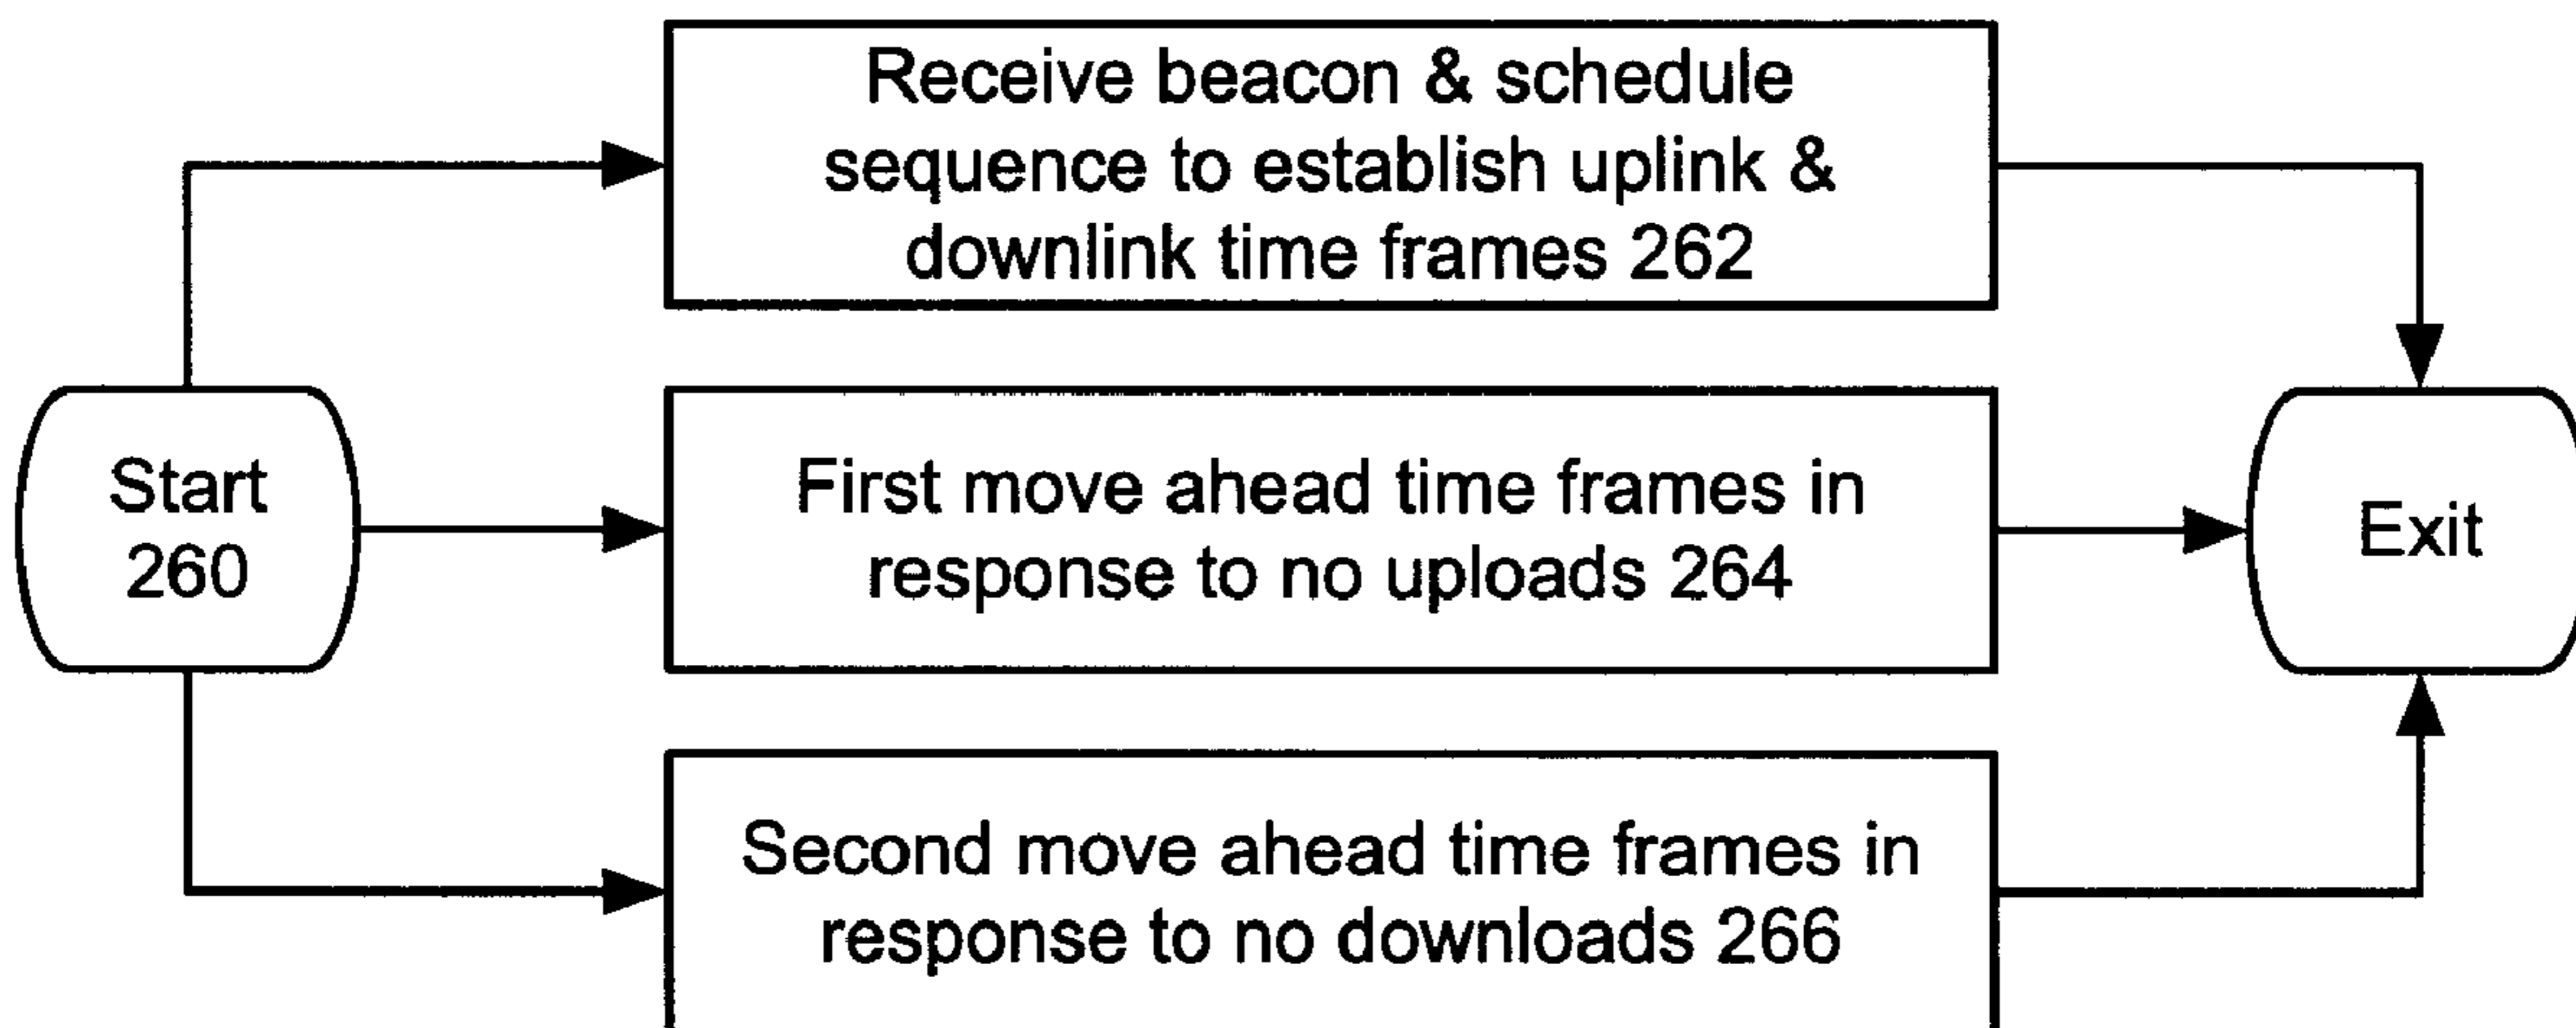 Receive beacon & schedule
sequence to establish uplink &
downlink time frames 262
Start
260
First move ahead time frames in
response to no uploads 264
Exit
Second move ahead time frames in
response to no downloads 266